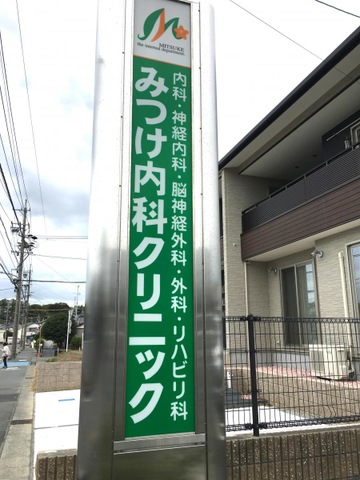 MITSUKE
the internal department
内科・神経内科・脳神経外科・外科・リハビリ科
みつけ内科クリニック